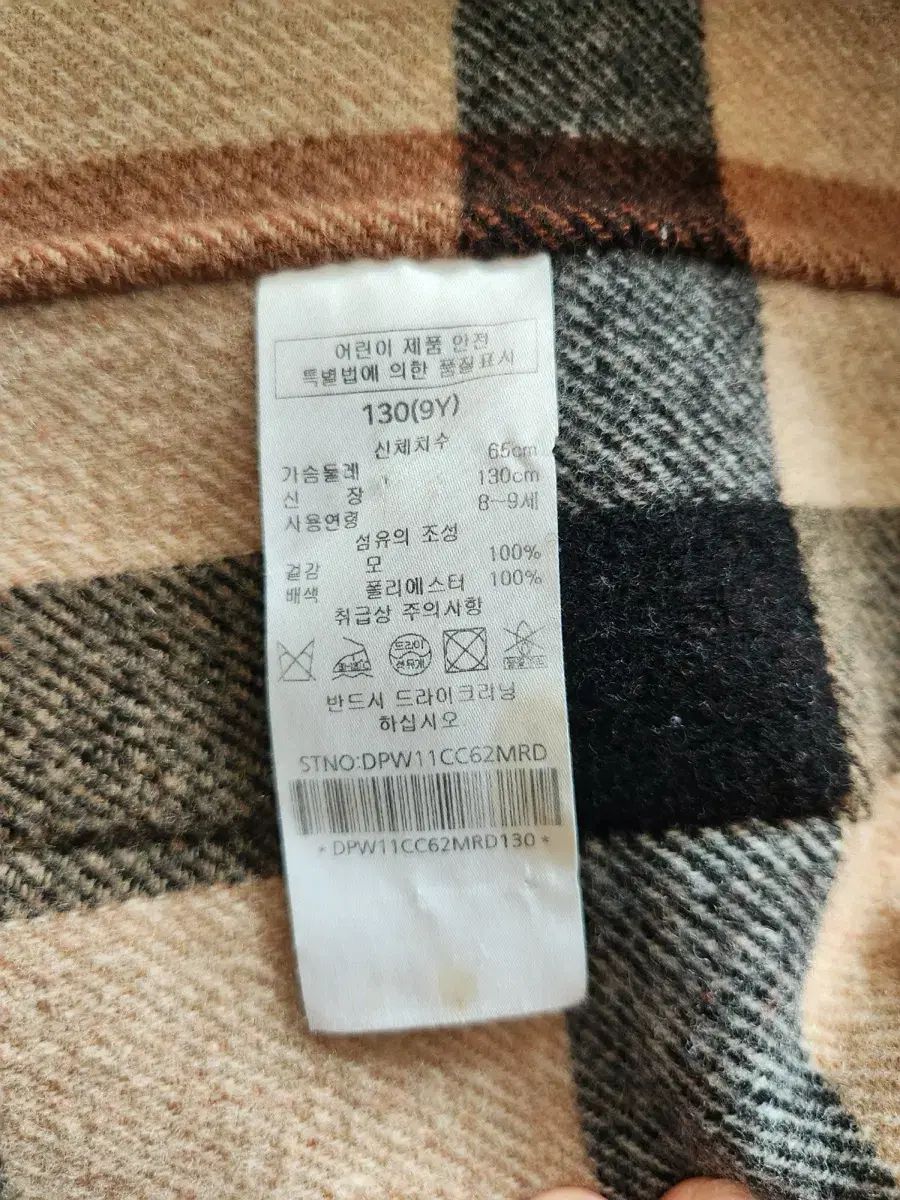 어린이 제품 안전
특별법에 의한 품질표시
130(9Y)
신체치수
가슴둘레 65cm
신 장 130cm
사용연령 8~9세
섬유의 조성
겉감 모 100%
배색 폴리에스터 100%
취급상 주의사항
드라이
반드시 드라이크리닝
하십시오
STNO:DPW11CC62MRD
*DPW11CC62MRD130*